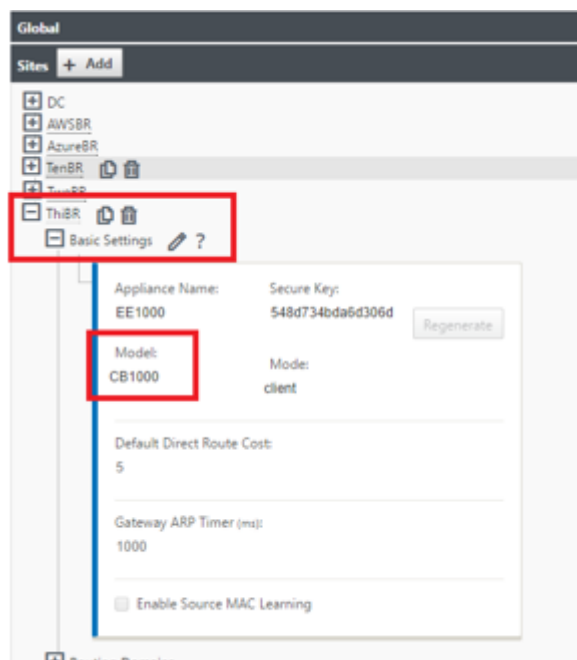 Global
Sites + Add
DC
AWSBR
AzureBR
TenBR
ThiBR
Basic Settings ?
Appliance Name: Secure Key:
EE1000 548d734bda6d306d
Regenerate
Model: Mode:
CB1000 client
Default Direct Route Cost:
5
Gateway ARP Timer (ms):
1000
Enable Source MAC Learning